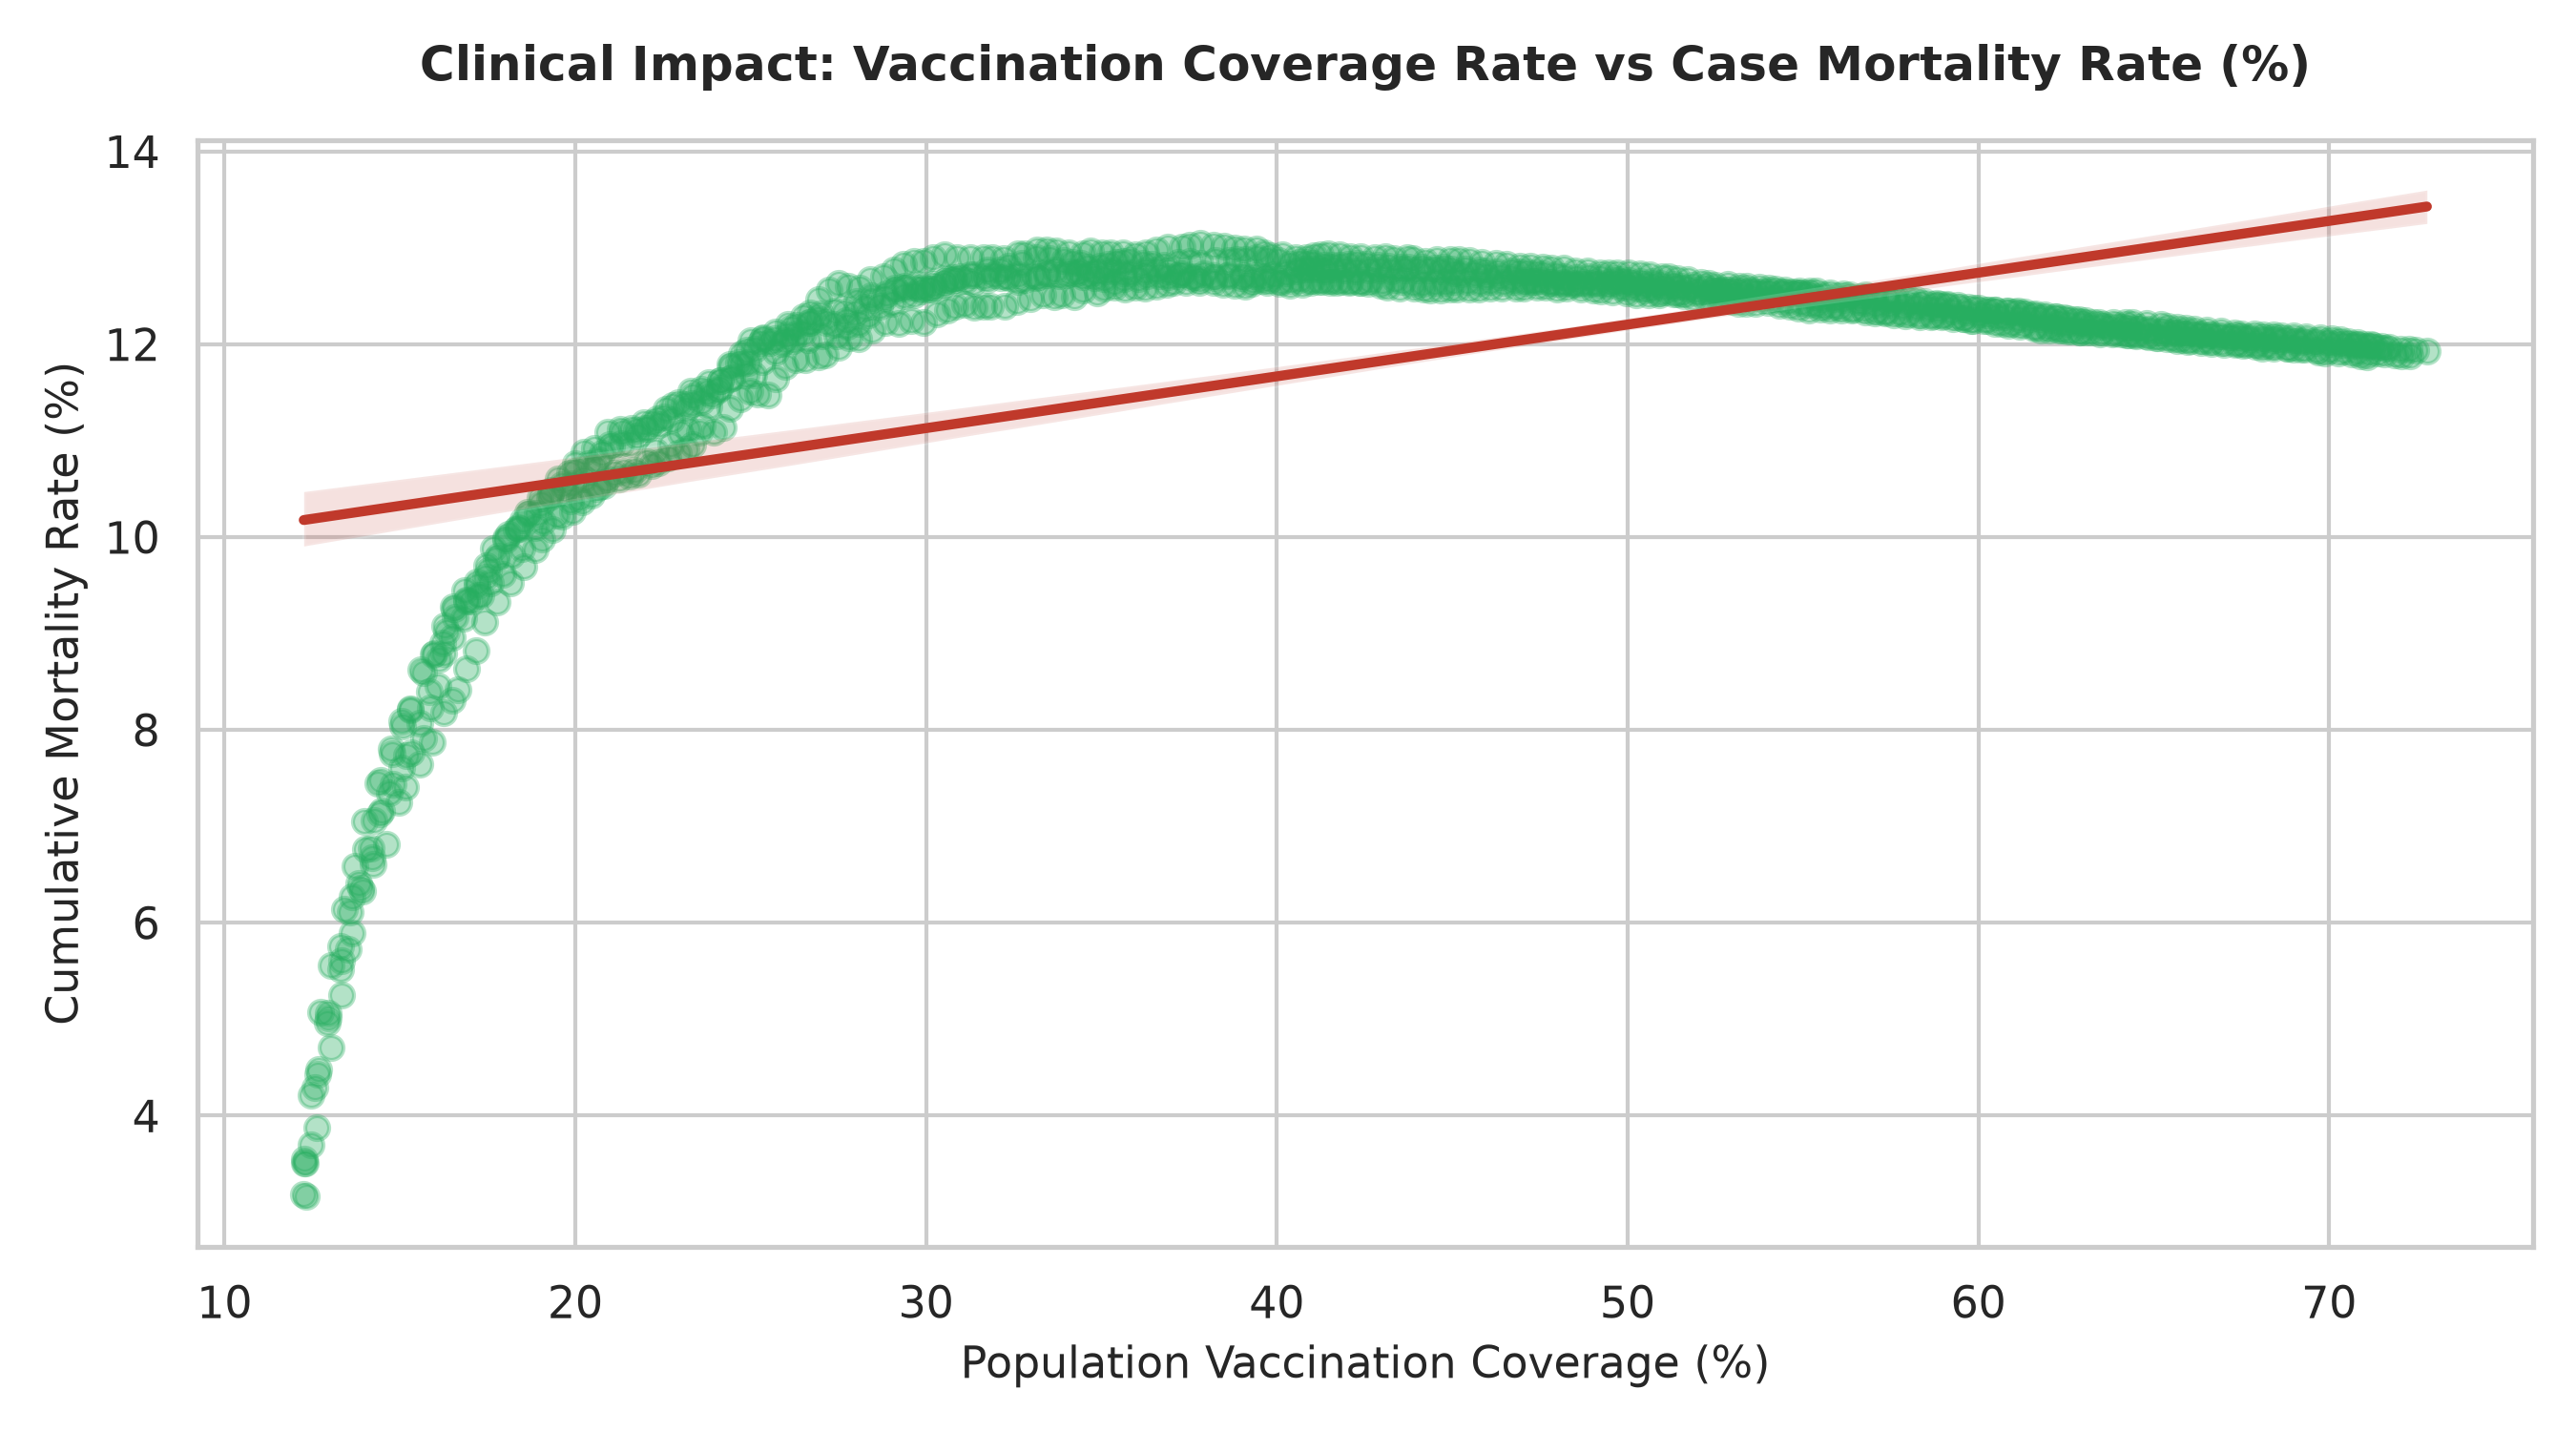 Clinical Impact: Vaccination Coverage Rate vs Case Mortality Rate (%)
Cumulative Mortality Rate (%)
14
12
10
8
6
4
10 20 30 40 50 60 70
Population Vaccination Coverage (%)